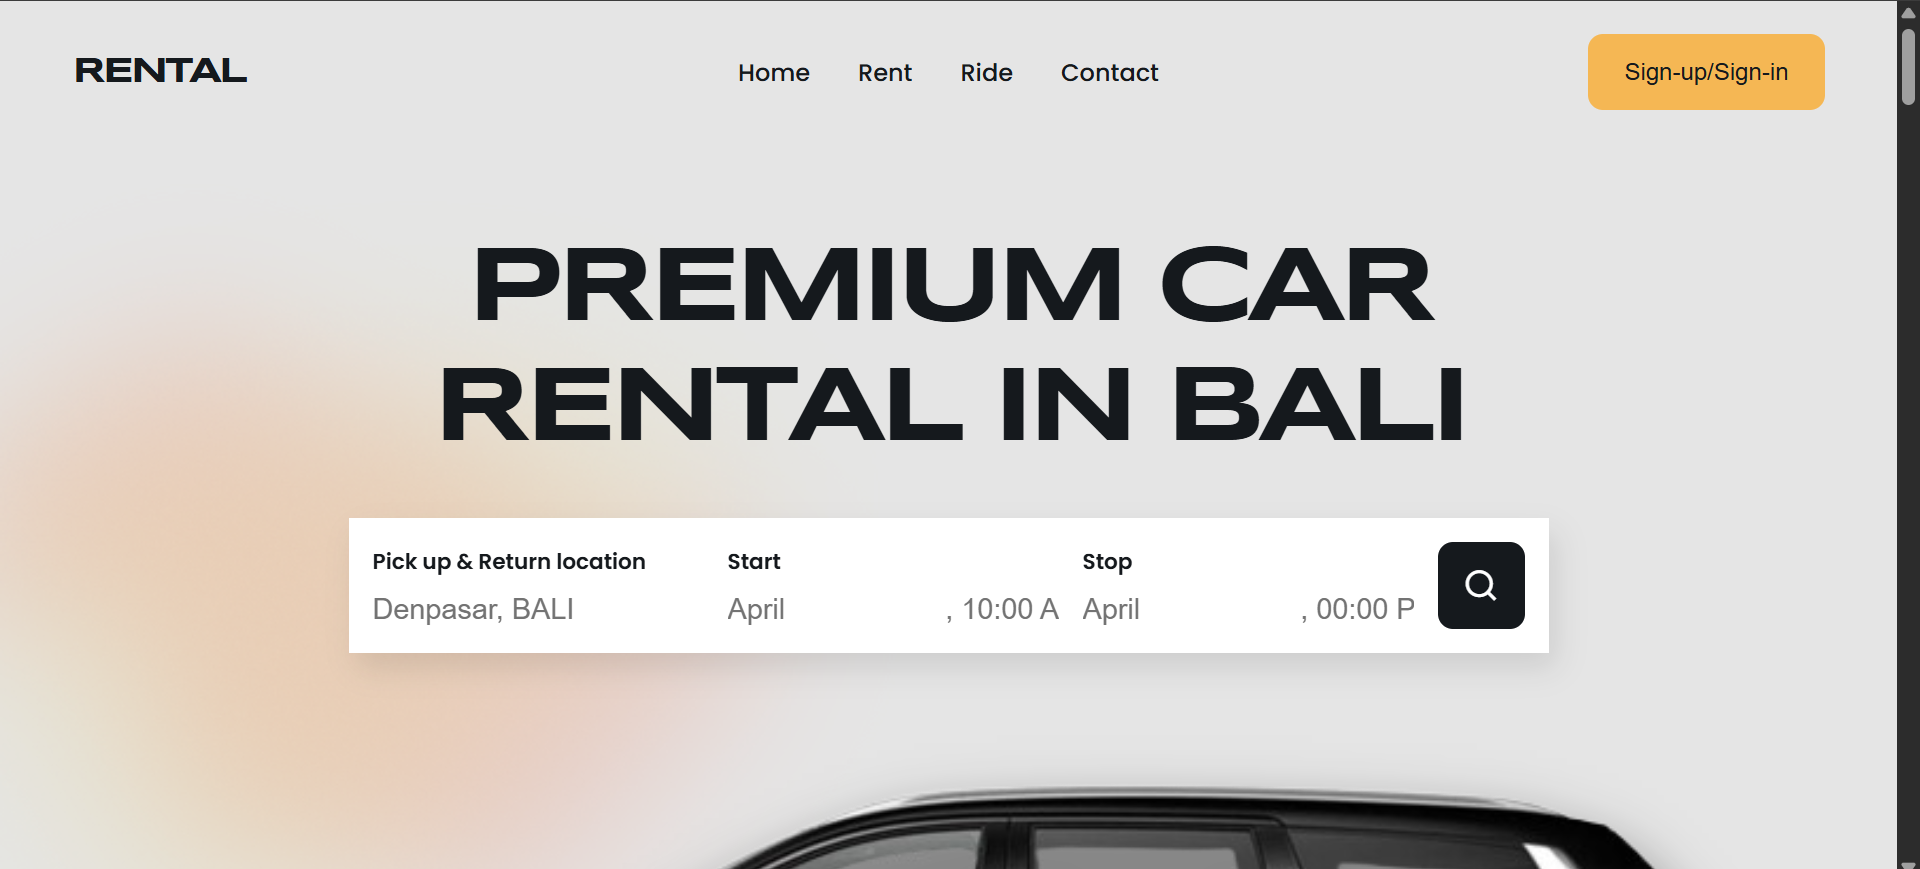 RENTAL
Home Rent Ride Contact
Sign-up/Sign-in
PREMIUM CAR
RENTAL IN BALI
Pick up & Return location Start Stop
Denpasar, BALI April , 10:00 A April , 00:00 P